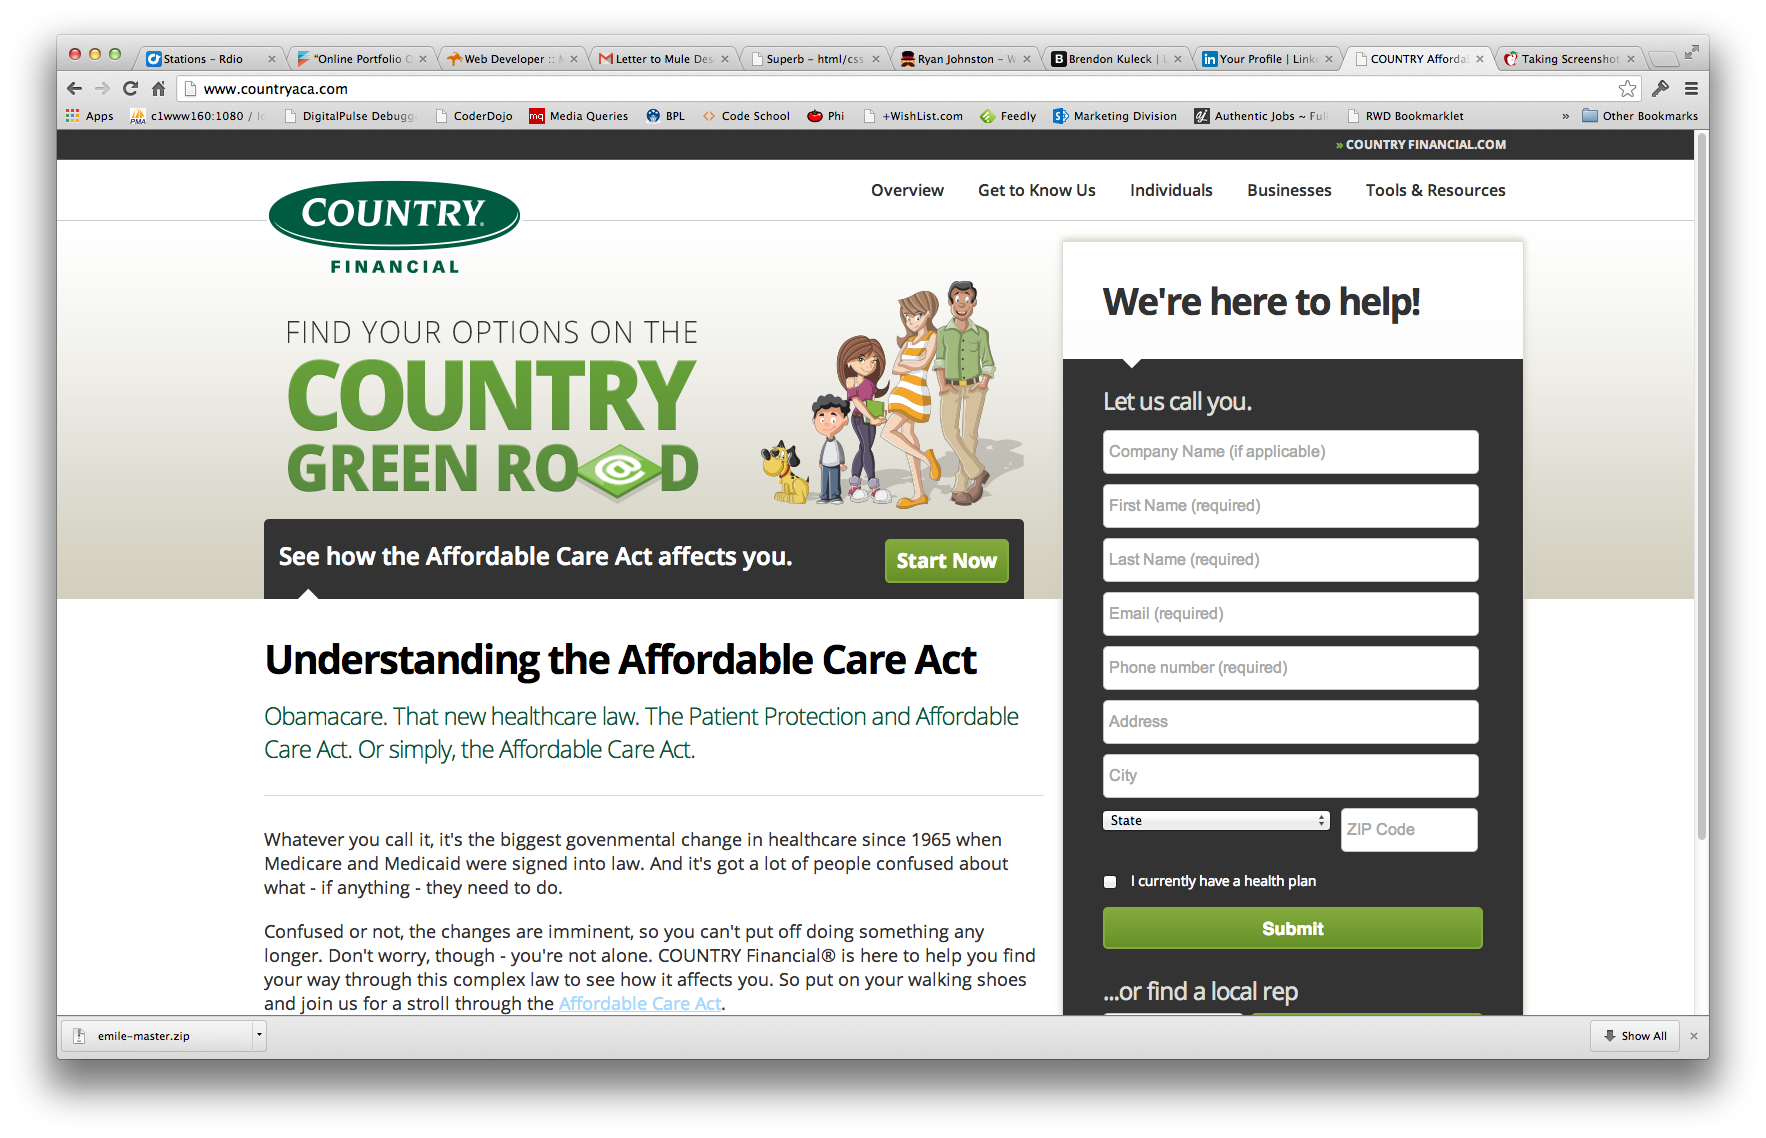 Stations – Rdio
"Online Portfolio
Web Developer ::
Letter to Mule Des
Superb – html/css
Ryan Johnston –
Brendon Kuleck |
Your Profile | Link
COUNTRY Affordal
Taking Screenshot
www.countryaca.com
Apps
c1www160:1080 /
DigitalPulse Debugg
CoderDojo
mq Media Queries
BPL
<> Code School
Phi
+WishList.com
Feedly
Marketing Division
Authentic Jobs ~ Full
RWD Bookmarklet
»
Other Bookmarks
» COUNTRY FINANCIAL.COM
COUNTRY®
FINANCIAL
Overview
Get to Know Us
Individuals
Businesses
Tools & Resources
FIND YOUR OPTIONS ON THE
COUNTRY
GREEN RO@D
See how the Affordable Care Act affects you.
Start Now
Understanding the Affordable Care Act
Obamacare. That new healthcare law. The Patient Protection and Affordable
Care Act. Or simply, the Affordable Care Act.
Whatever you call it, it's the biggest govenmental change in healthcare since 1965 when
Medicare and Medicaid were signed into law. And it's got a lot of people confused about
what - if anything - they need to do.
Confused or not, the changes are imminent, so you can't put off doing something any
longer. Don't worry, though - you're not alone. COUNTRY Financial® is here to help you find
your way through this complex law to see how it affects you. So put on your walking shoes
and join us for a stroll through the Affordable Care Act.
We're here to help!
Let us call you.
Company Name (if applicable)
First Name (required)
Last Name (required)
Email (required)
Phone number (required)
Address
City
State
ZIP Code
I currently have a health plan
Submit
...or find a local rep
emile-master.zip
Show All